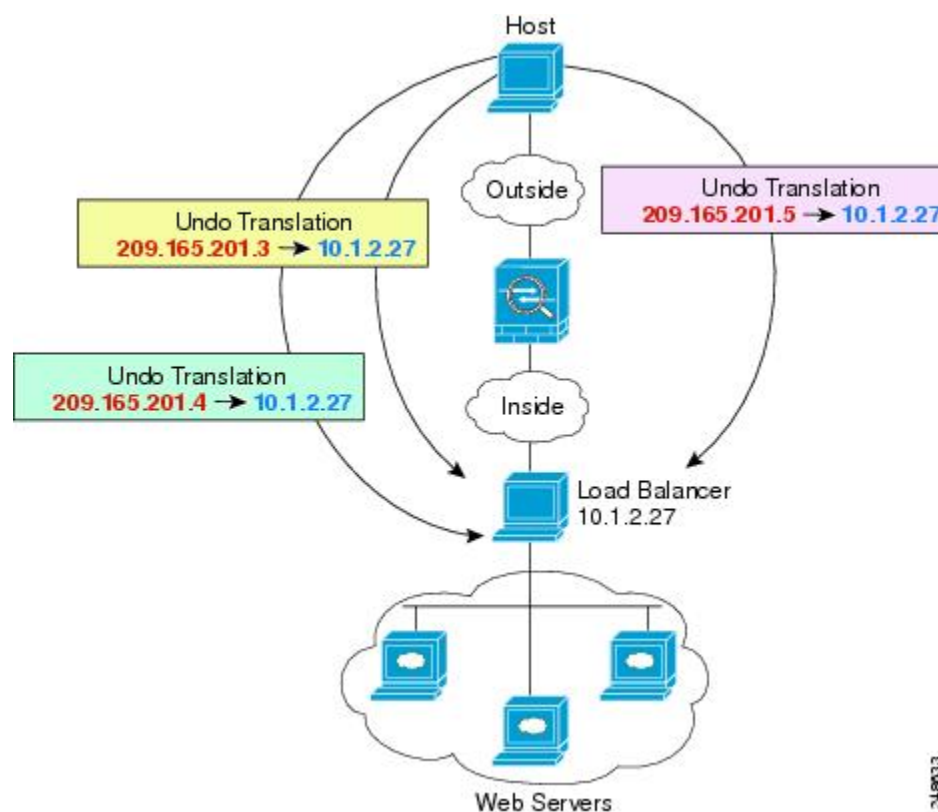 Host
Outside
Undo Translation
209.165.201.3 → 10.1.2.27
Undo Translation
209.165.201.5 → 10.1.2.27
Undo Translation
209.165.201.4 → 10.1.2.27
Inside
Load Balancer
10.1.2.27
Web Servers